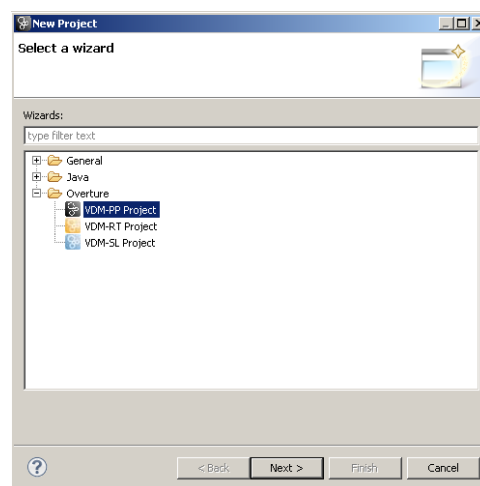 New Project
Select a wizard
Wizards:
type filter text
General
Java
Overture
VDM-PP Project
VDM-RT Project
VDM-SL Project
? < Back Next > Finish Cancel